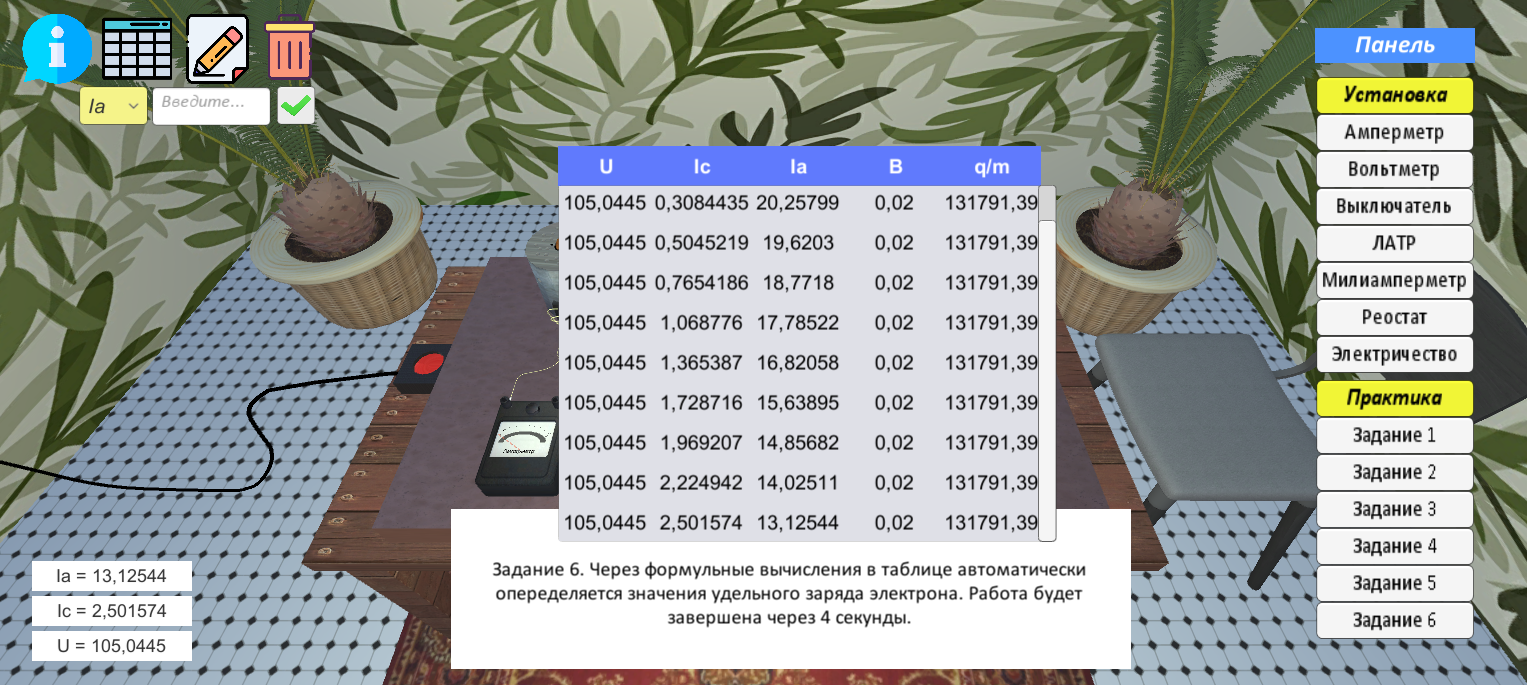 Ia
Введите...
Панель
Установка
Амперметр
Вольтметр
Выключатель
ЛАТР
Милиамперметр
Реостат
Электричество
Практика
Задание 1
Задание 2
Задание 3
Задание 4
Задание 5
Задание 6
U Ic Ia B q/m
105,0445 0,3084435 20,25799 0,02 131791,39
105,0445 0,5045219 19,6203 0,02 131791,39
105,0445 0,7654186 18,7718 0,02 131791,39
105,0445 1,068776 17,78522 0,02 131791,39
105,0445 1,365387 16,82058 0,02 131791,39
105,0445 1,728716 15,63895 0,02 131791,39
105,0445 1,969207 14,85682 0,02 131791,39
105,0445 2,224942 14,02511 0,02 131791,39
105,0445 2,501574 13,12544 0,02 131791,39
Задание 6. Через формульные вычисления в таблице автоматически
опеределяется значения удельного заряда электрона. Работа будет
завершена через 4 секунды.
Ia = 13,12544
Ic = 2,501574
U = 105,0445